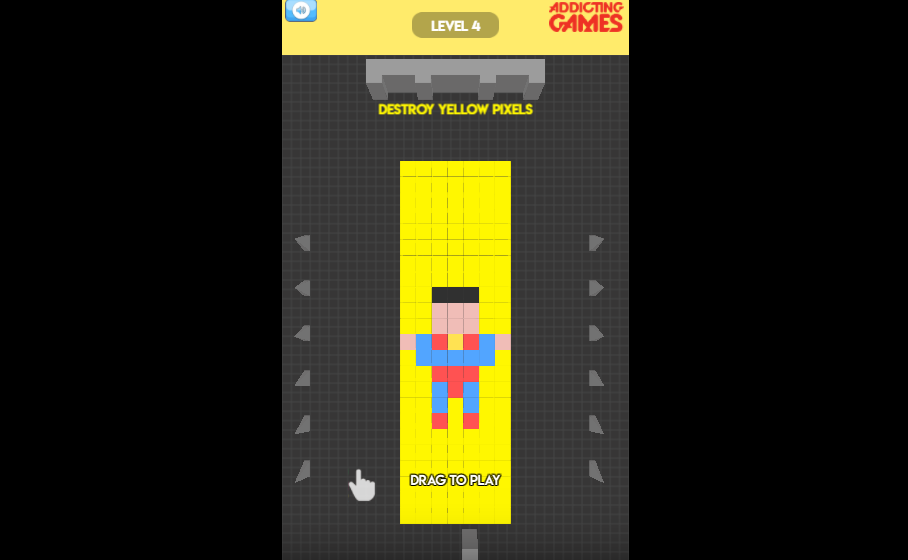 LEVEL 4
ADDICTING
GAMES
DESTROY YELLOW PIXELS
DRAG TO PLAY